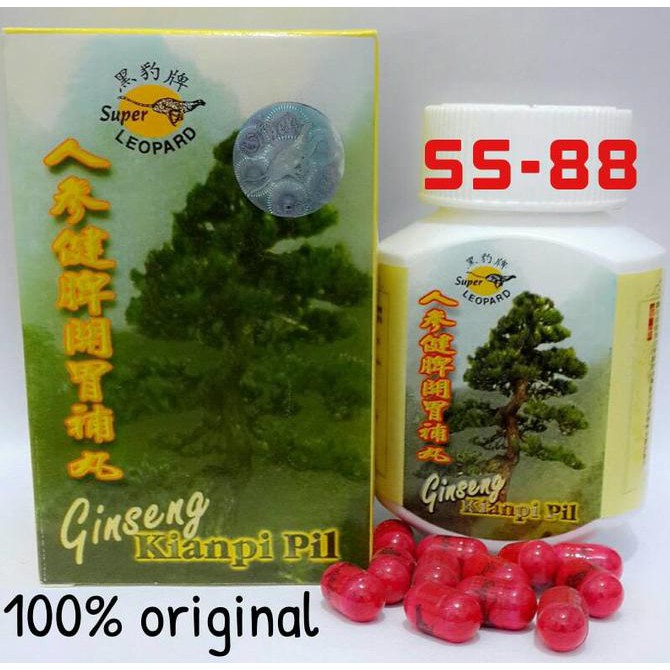 黑豹牌
Super
LEOPARD
人参健脾開胃補丸
Ginseng
Kianpi Pil
100% original
SS-88
黑豹牌
Super
LEOPARD
人参健脾開胃補丸
Ginseng
Kianpi Pil